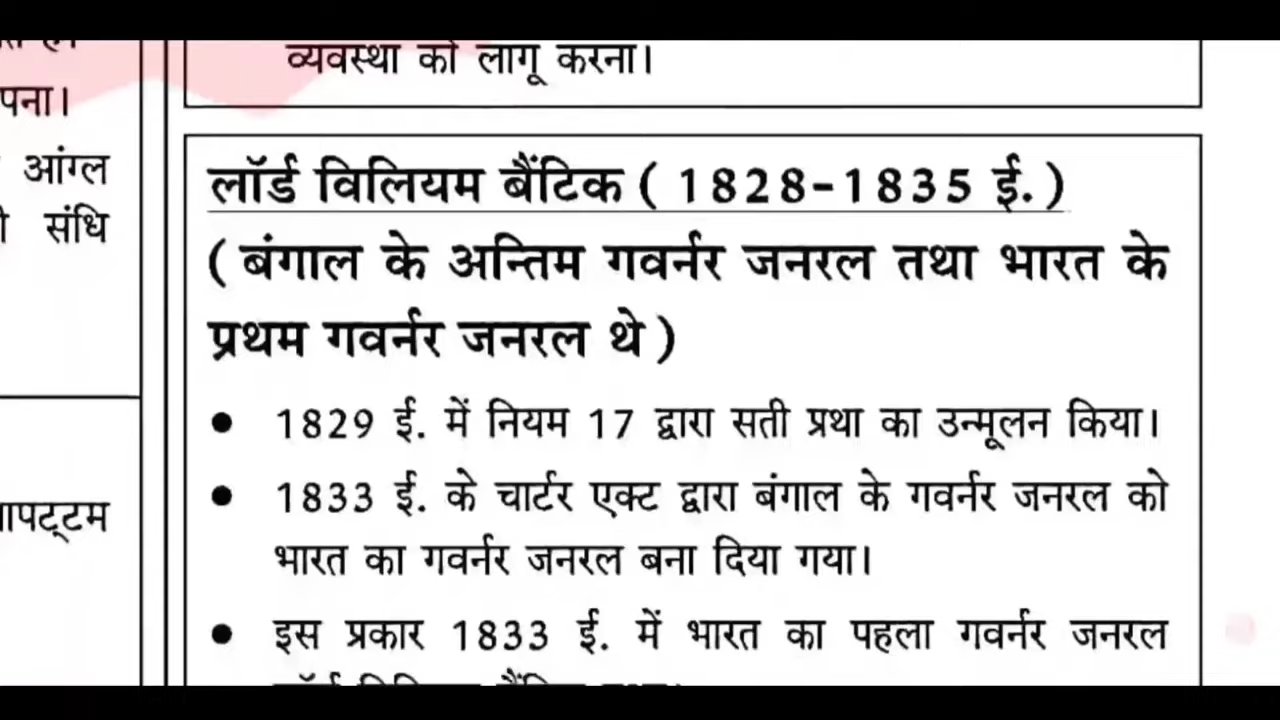 पना।
आंग्ल
संधि
व्यवस्था को लागू करना।
लॉर्ड विलियम बैंटिक ( 1828-1835 ई. )
( बंगाल के अन्तिम गवर्नर जनरल तथा भारत के
प्रथम गवर्नर जनरल थे )
● 1829 ई. में नियम 17 द्वारा सती प्रथा का उन्मूलन किया।
● 1833 ई. के चार्टर एक्ट द्वारा बंगाल के गवर्नर जनरल को
भारत का गवर्नर जनरल बना दिया गया।
● इस प्रकार 1833 ई. में भारत का पहला गवर्नर जनरल